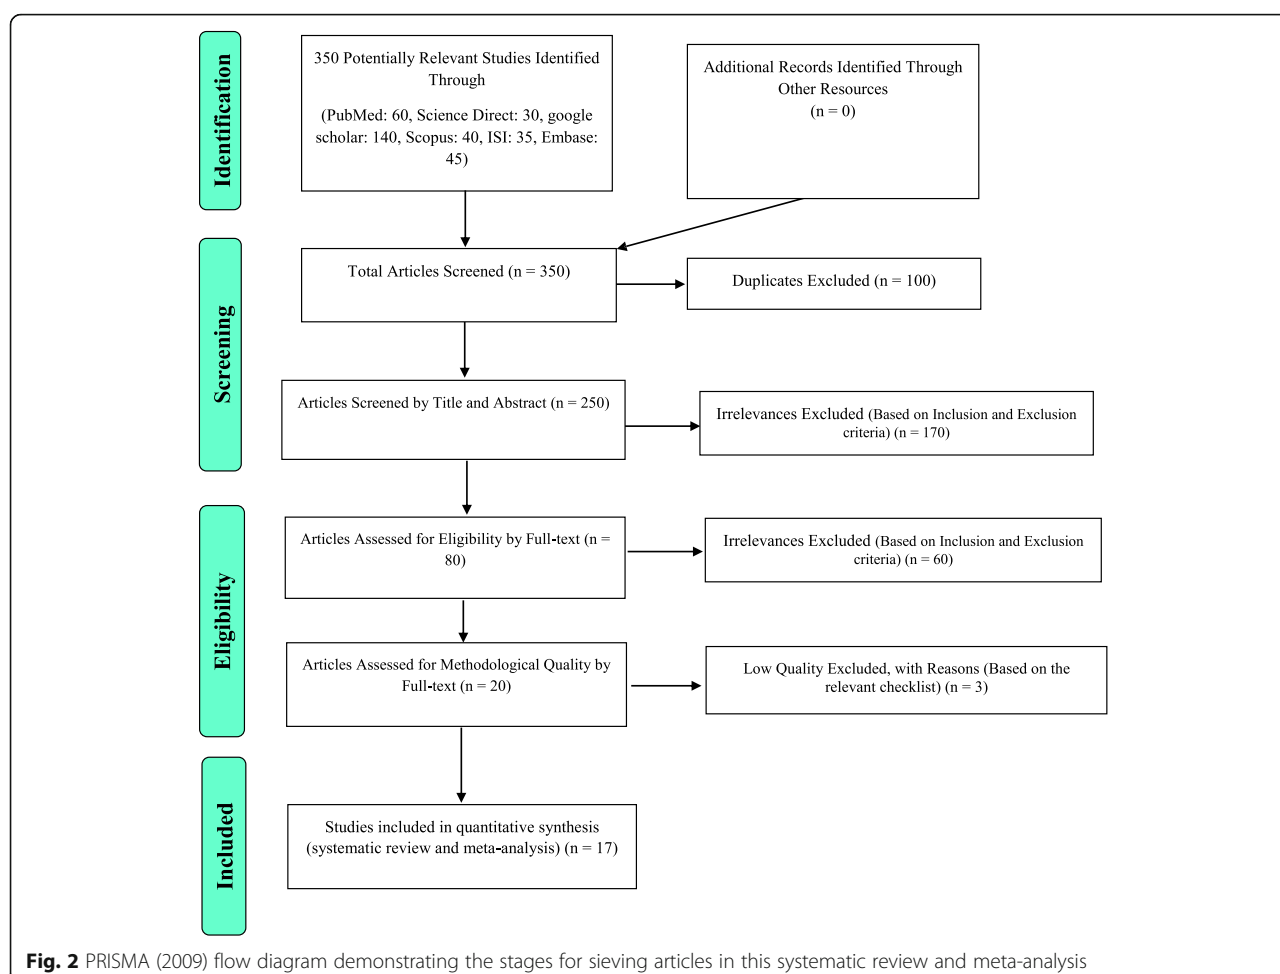 Identification
350 Potentially Relevant Studies Identified
Through
(PubMed: 60, Science Direct: 30, google
scholar: 140, Scopus: 40, ISI: 35, Embase:
45)
Additional Records Identified Through
Other Resources
(n = 0)
Screening
Total Articles Screened (n = 350)
Duplicates Excluded (n = 100)
Articles Screened by Title and Abstract (n = 250)
Irrelevances Excluded (Based on Inclusion and Exclusion
criteria) (n = 170)
Eligibility
Articles Assessed for Eligibility by Full-text (n =
80)
Irrelevances Excluded (Based on Inclusion and Exclusion
criteria) (n = 60)
Articles Assessed for Methodological Quality by
Full-text (n = 20)
Low Quality Excluded, with Reasons (Based on the
relevant checklist) (n = 3)
Included
Studies included in quantitative synthesis
(systematic review and meta-analysis) (n = 17)
Fig. 2 PRISMA (2009) flow diagram demonstrating the stages for sieving articles in this systematic review and meta-analysis